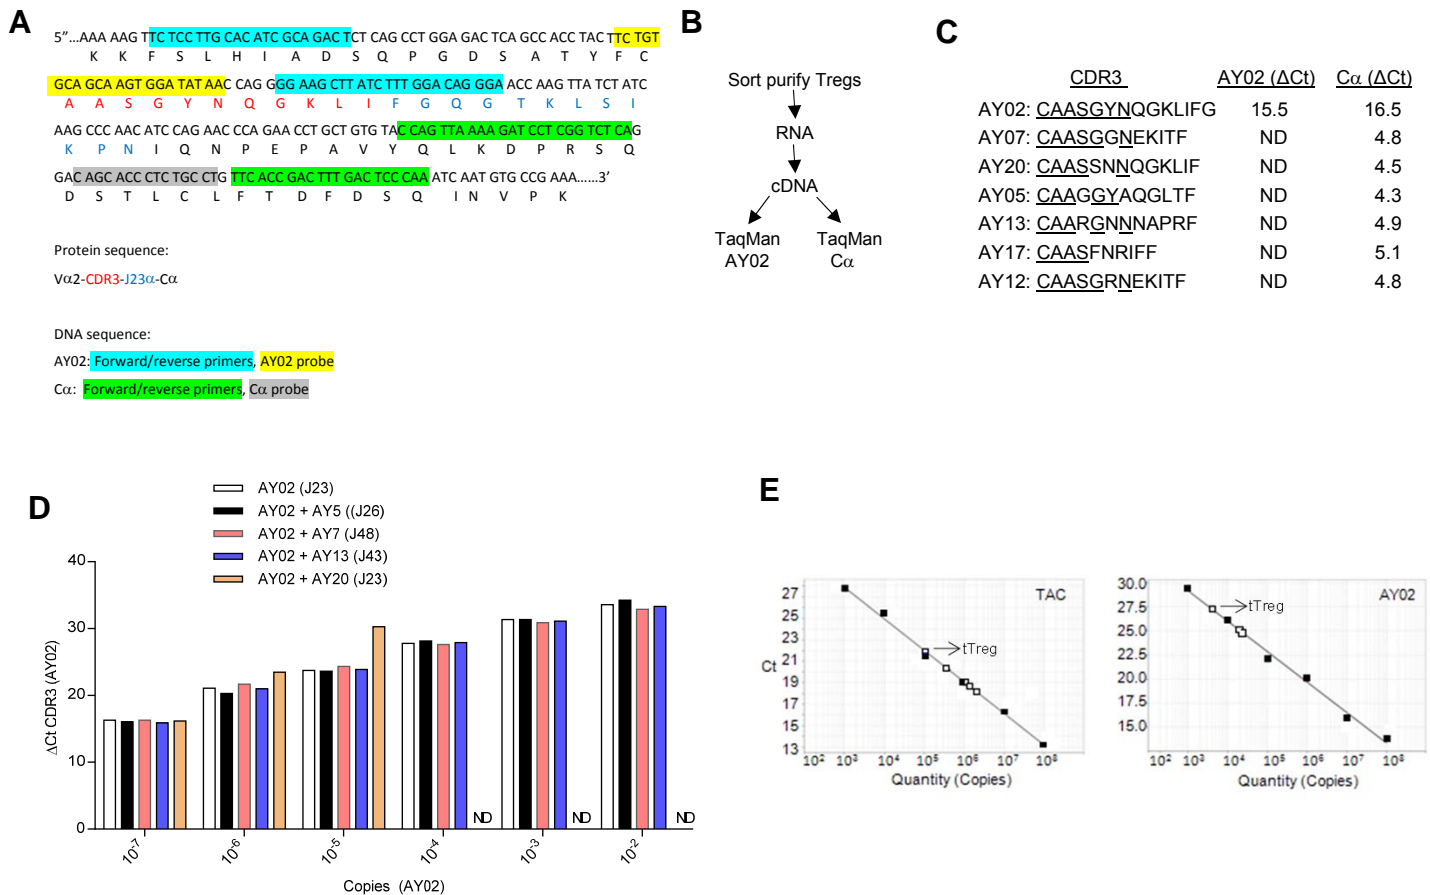 A
5"...AAA AAG TTC TCC TTG CAC ATC GCA GAC TCT CAG CCT GGA GAC TCA GCC ACC TAC TTC TGT
K K F S L H I A D S Q P G D S A T Y F C
GCA GCA AGT GGA TAT AAC CAG GGG AAG CTT ATC TTT GGA CAG GGA ACC AAG TTA TCT ATC
A A S G Y N Q G K L I F G Q G T K L S I
AAG CCC AAC ATC CAG AAC CCA GAA CCT GCT GTG TAC CAG TTA AAA GAT CCT CGG TCT CAG
K P N I Q N P E P A V Y Q L K D P R S Q
GAC AGC ACC CTC TGC CTG TTC ACC GAC TTT GAC TCC CAA ATC AAT GTG CCG AAA......3'
D S T L C L F T D F D S Q I N V P K
Protein sequence:
Vα2-CDR3-J23α-Cα
DNA sequence:
AY02: Forward/reverse primers, AY02 probe
Cα: Forward/reverse primers, Cα probe
B
Sort purify Tregs
RNA
cDNA
TaqMan AY02
TaqMan Cα
C
CDR3 AY02 (ΔCt) Cα (ΔCt)
AY02: CAASGYNQGKLIFG 15.5 16.5
AY07: CAASGGNEKITF ND 4.8
AY20: CAASSNNQGKLIF ND 4.5
AY05: CAAGGYAQGLTF ND 4.3
AY13: CAARGNNNAPRF ND 4.9
AY17: CAASFNRIFF ND 5.1
AY12: CAASGRNEKITF ND 4.8
D
AY02 (J23)
AY02 + AY5 ((J26)
AY02 + AY7 (J48)
AY02 + AY13 (J43)
AY02 + AY20 (J23)
ΔCt CDR3 (AY02)
40
30
20
10
0
ND ND ND
10-7 10-6 10-5 10-4 10-3 10-2
Copies (AY02)
E
TAC
tTreg
Ct
27
25
23
21
19
17
15
13
10² 10³ 10⁴ 10⁵ 10⁶ 10⁷ 10⁸
Quantity (Copies)
AY02
tTreg
30.0
27.5
25.0
22.5
20.0
17.5
15.0
10² 10³ 10⁴ 10⁵ 10⁶ 10⁷ 10⁸
Quantity (Copies)